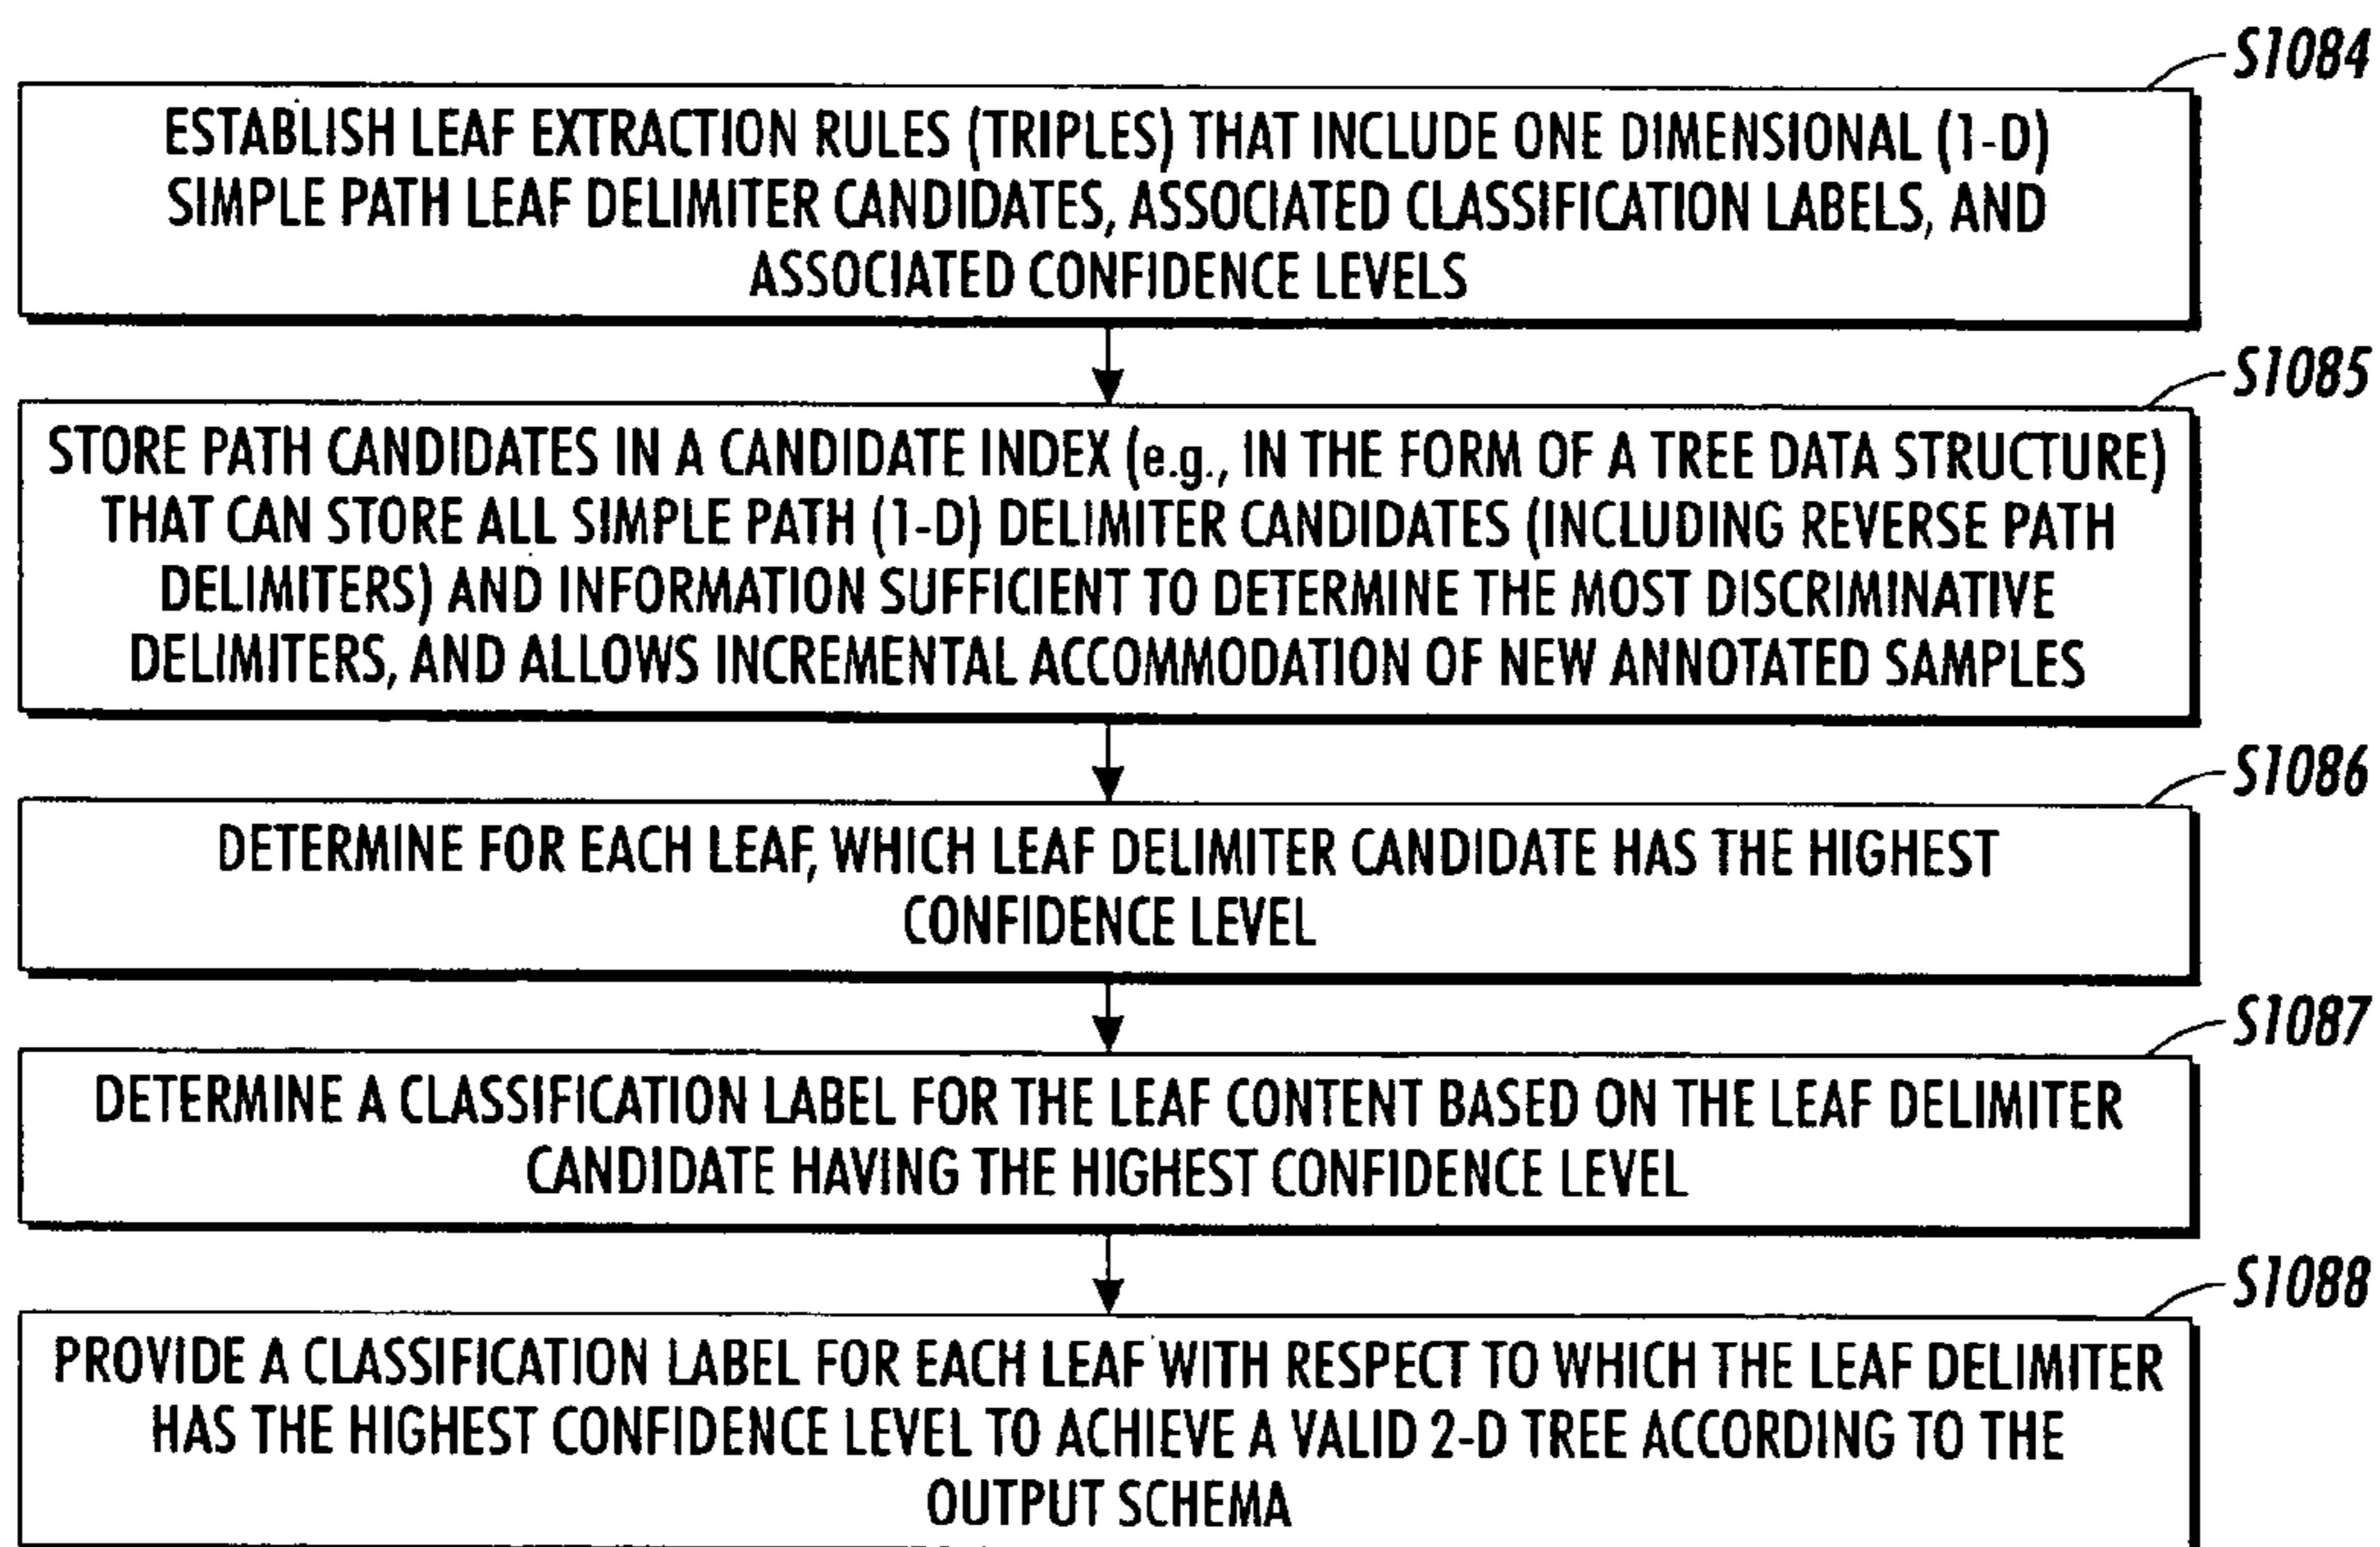 S1084
ESTABLISH LEAF EXTRACTION RULES (TRIPLES) THAT INCLUDE ONE DIMENSIONAL (1-D)
SIMPLE PATH LEAF DELIMITER CANDIDATES, ASSOCIATED CLASSIFICATION LABELS, AND
ASSOCIATED CONFIDENCE LEVELS
S1085
STORE PATH CANDIDATES IN A CANDIDATE INDEX (e.g., IN THE FORM OF A TREE DATA STRUCTURE)
THAT CAN STORE ALL SIMPLE PATH (1-D) DELIMITER CANDIDATES (INCLUDING REVERSE PATH
DELIMITERS) AND INFORMATION SUFFICIENT TO DETERMINE THE MOST DISCRIMINATIVE
DELIMITERS, AND ALLOWS INCREMENTAL ACCOMMODATION OF NEW ANNOTATED SAMPLES
S1086
DETERMINE FOR EACH LEAF, WHICH LEAF DELIMITER CANDIDATE HAS THE HIGHEST
CONFIDENCE LEVEL
S1087
DETERMINE A CLASSIFICATION LABEL FOR THE LEAF CONTENT BASED ON THE LEAF DELIMITER
CANDIDATE HAVING THE HIGHEST CONFIDENCE LEVEL
S1088
PROVIDE A CLASSIFICATION LABEL FOR EACH LEAF WITH RESPECT TO WHICH THE LEAF DELIMITER
HAS THE HIGHEST CONFIDENCE LEVEL TO ACHIEVE A VALID 2-D TREE ACCORDING TO THE
OUTPUT SCHEMA